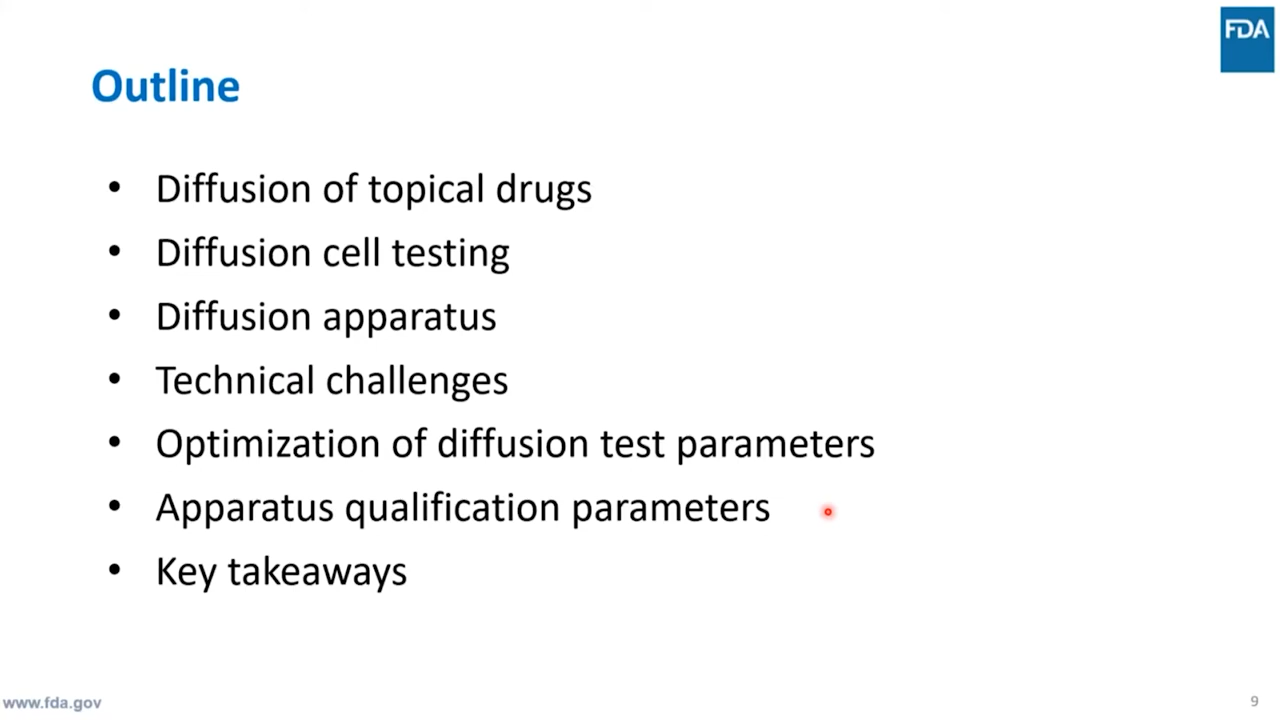 FDA
Outline
• Diffusion of topical drugs
• Diffusion cell testing
• Diffusion apparatus
• Technical challenges
• Optimization of diffusion test parameters
• Apparatus qualification parameters
• Key takeaways
www.fda.gov
9